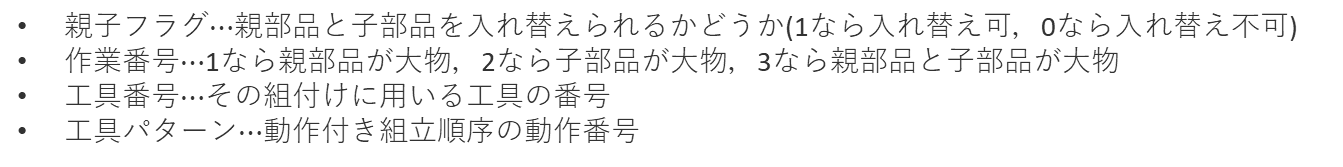 • 親子フラグ…親部品と子部品を入れ替えられるかどうか(1なら入れ替え可，0なら入れ替え不可)
• 作業番号…1なら親部品が大物，2なら子部品が大物，3なら親部品と子部品が大物
• 工具番号…その組付けに用いる工具の番号
• 工具パターン…動作付き組立順序の動作番号